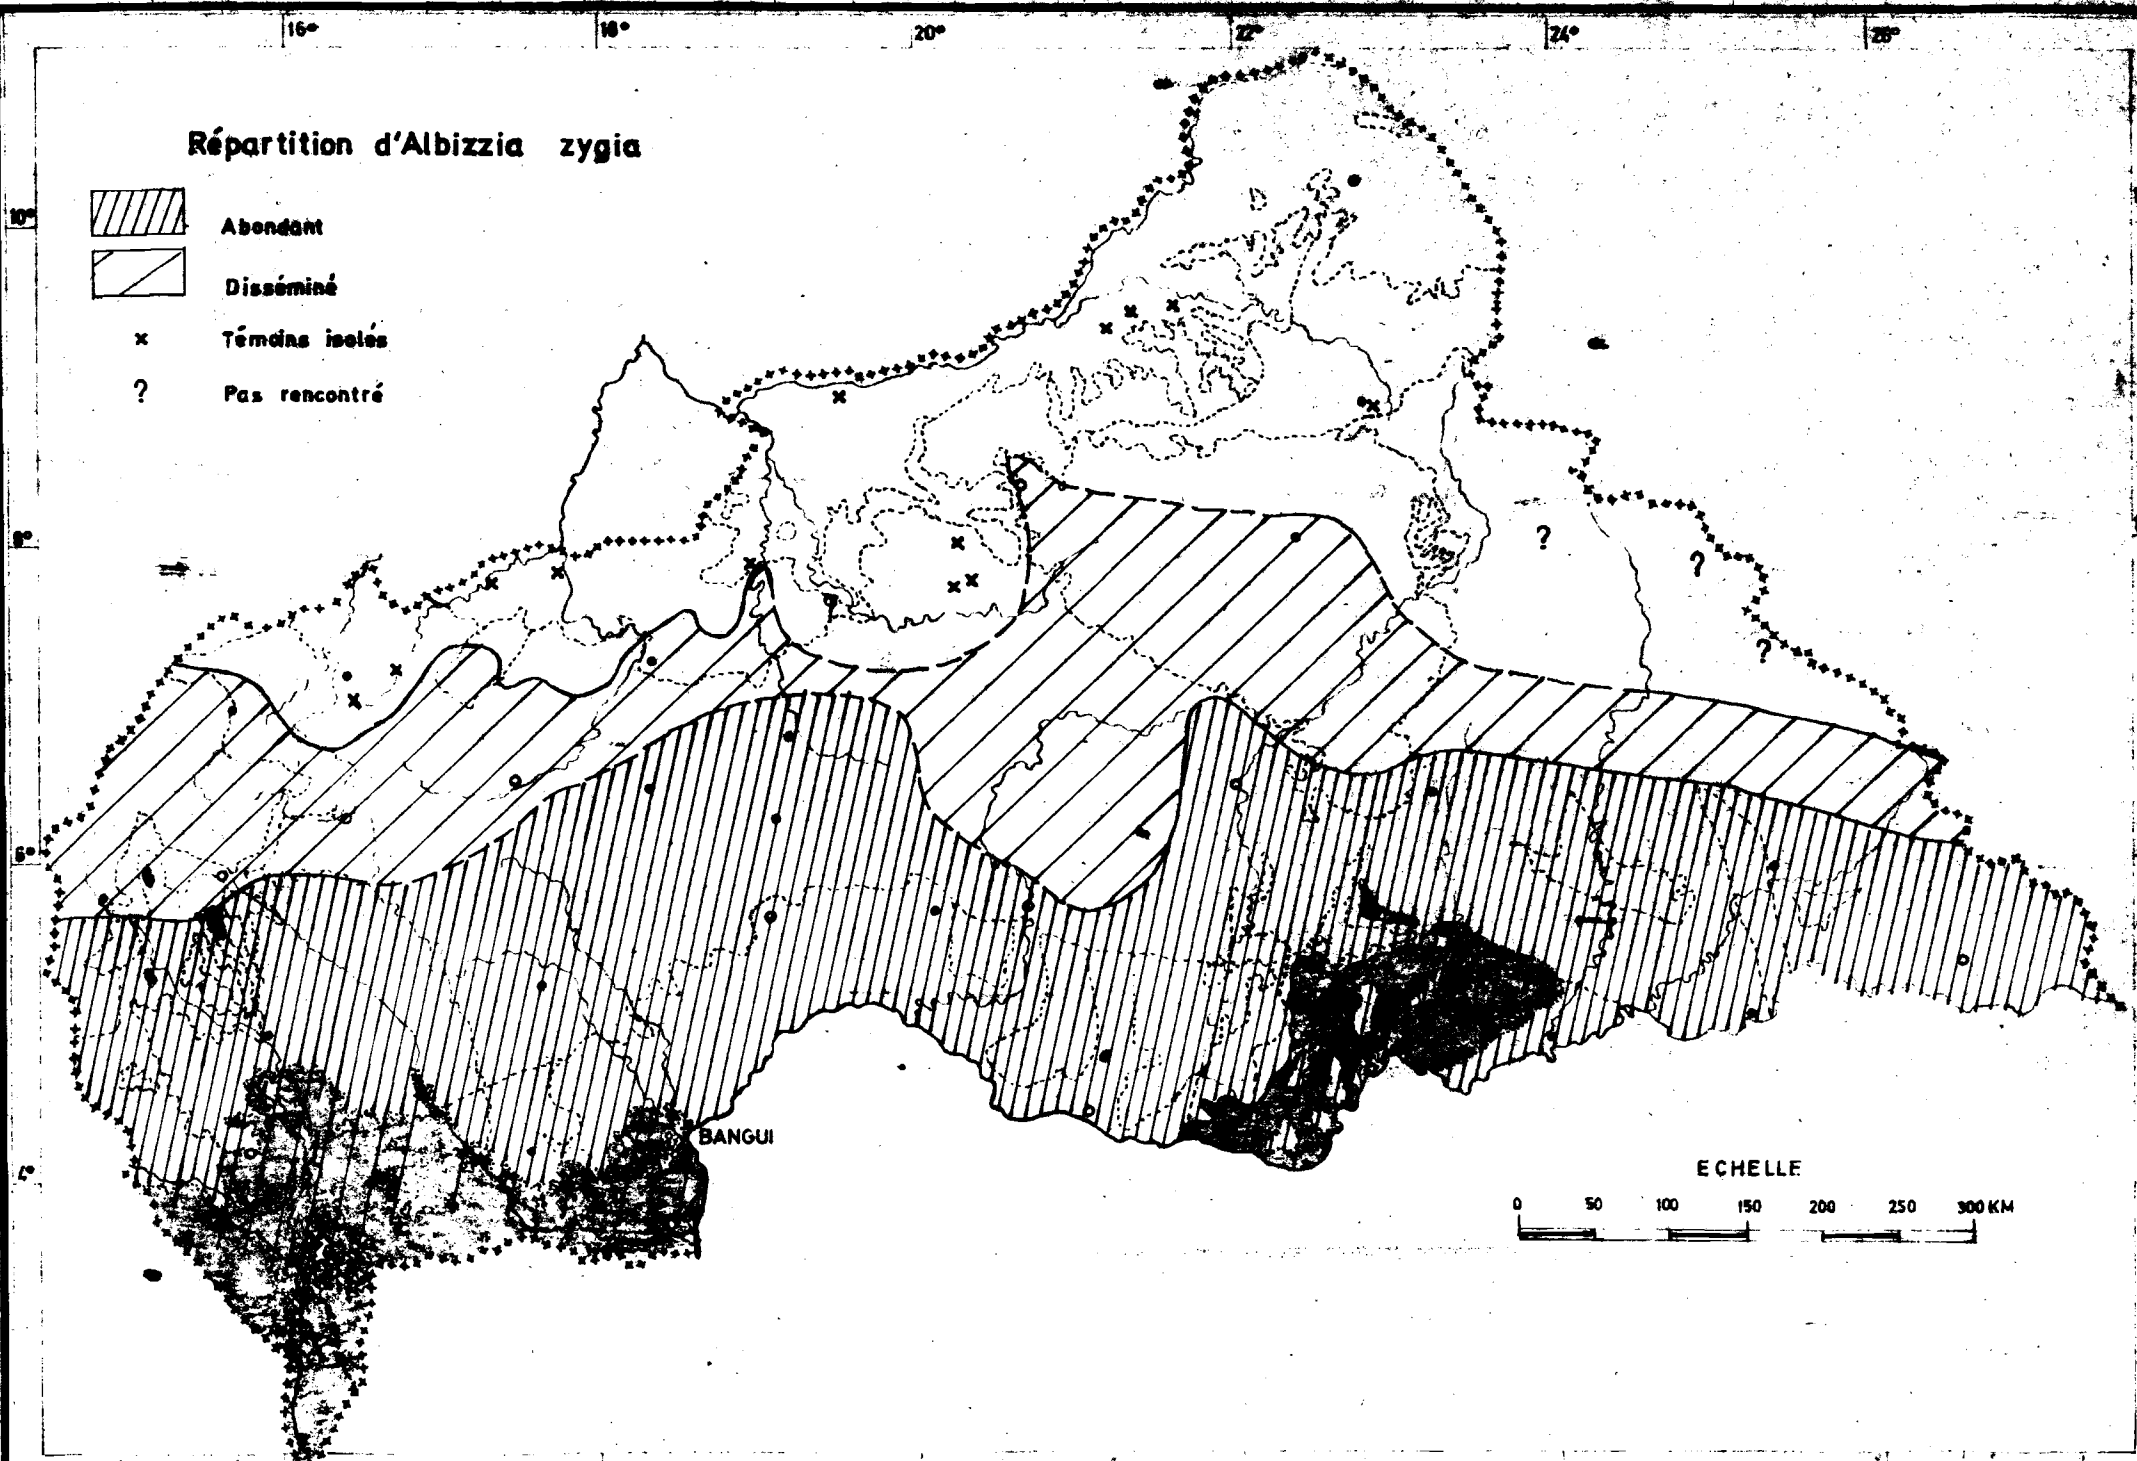 16° 18° 20° 22° 24° 26°
Répartition d'Albizzia zygia
10°
Abondant
Disséminé
x Témoins isolés
? Pas rencontré
8°
?
?
?
6°
BANGUI
4°
ECHELLE
0 50 100 150 200 250 300 KM